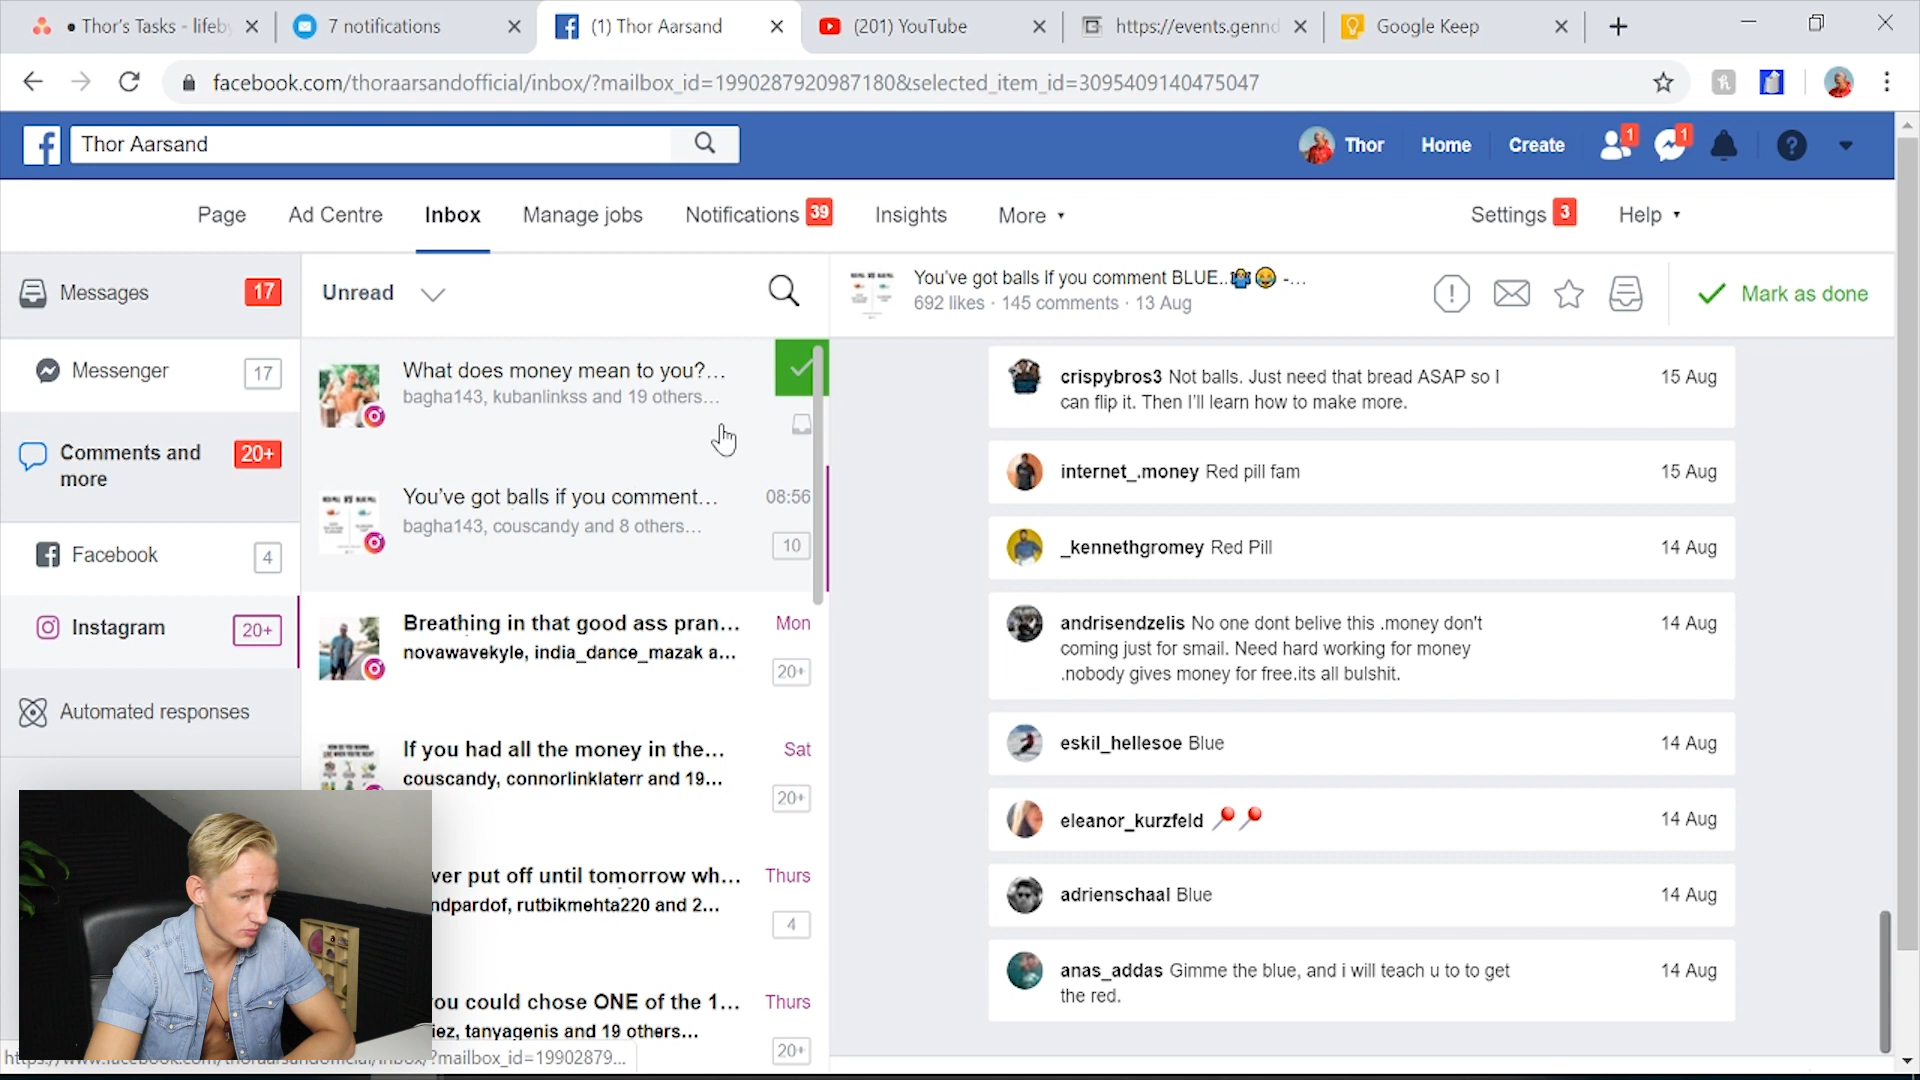 • Thor's Tasks - lifeby
7 notifications
(1) Thor Aarsand
(201) YouTube
https://events.gennd
Google Keep
facebook.com/thoraarsandofficial/inbox/?mailbox_id=1990287920987180&selected_item_id=3095409140475047
Thor Aarsand
Thor
Home
Create
1
1
Page
Ad Centre
Inbox
Manage jobs
Notifications 39
Insights
More
Settings 3
Help
Messages 17
Messenger 17
Comments and
more
20+
Facebook 4
Instagram 20+
Automated responses
Unread
What does money mean to you?...
bagha143, kubanlinkss and 19 others...
You've got balls if you comment... 08:56
bagha143, couscandy and 8 others...
10
Breathing in that good ass pran... Mon
novawavekyle, india_dance_mazak a...
20+
If you had all the money in the... Sat
couscandy, connorlinklaterr and 19...
20+
ver put off until tomorrow wh... Thurs
ndpardof, rutbikmehta220 and 2...
4
ou could chose ONE of the 1... Thurs
iez, tanyagenis and 19 others...
20+
You've got balls if you comment BLUE..🤷‍♂️😂 -...
692 likes · 145 comments · 13 Aug
Mark as done
crispybros3 Not balls. Just need that bread ASAP so I 15 Aug
can flip it. Then I'll learn how to make more.
internet_.money Red pill fam 15 Aug
_kennethgromey Red Pill 14 Aug
andrisendzelis No one dont belive this .money don't 14 Aug
coming just for smail. Need hard working for money
.nobody gives money for free.its all bulshit.
eskil_hellesoe Blue 14 Aug
eleanor_kurzfeld 📍📍 14 Aug
adrienschaal Blue 14 Aug
anas_addas Gimme the blue, and i will teach u to to get 14 Aug
the red.
https://www.facebook.com/thoraarsandofficial/inbox/?mailbox_id=19902879...